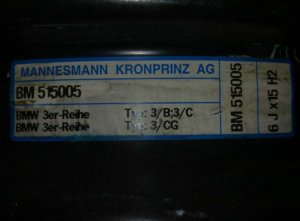 MANNESMANN KRONPRINZ AG
BM 515005
BMW 3er-Reihe Typ: 3/B;3/C
BMW 3er-Reihe Typ: 3/CG
BM 515005
6 J x15 H2